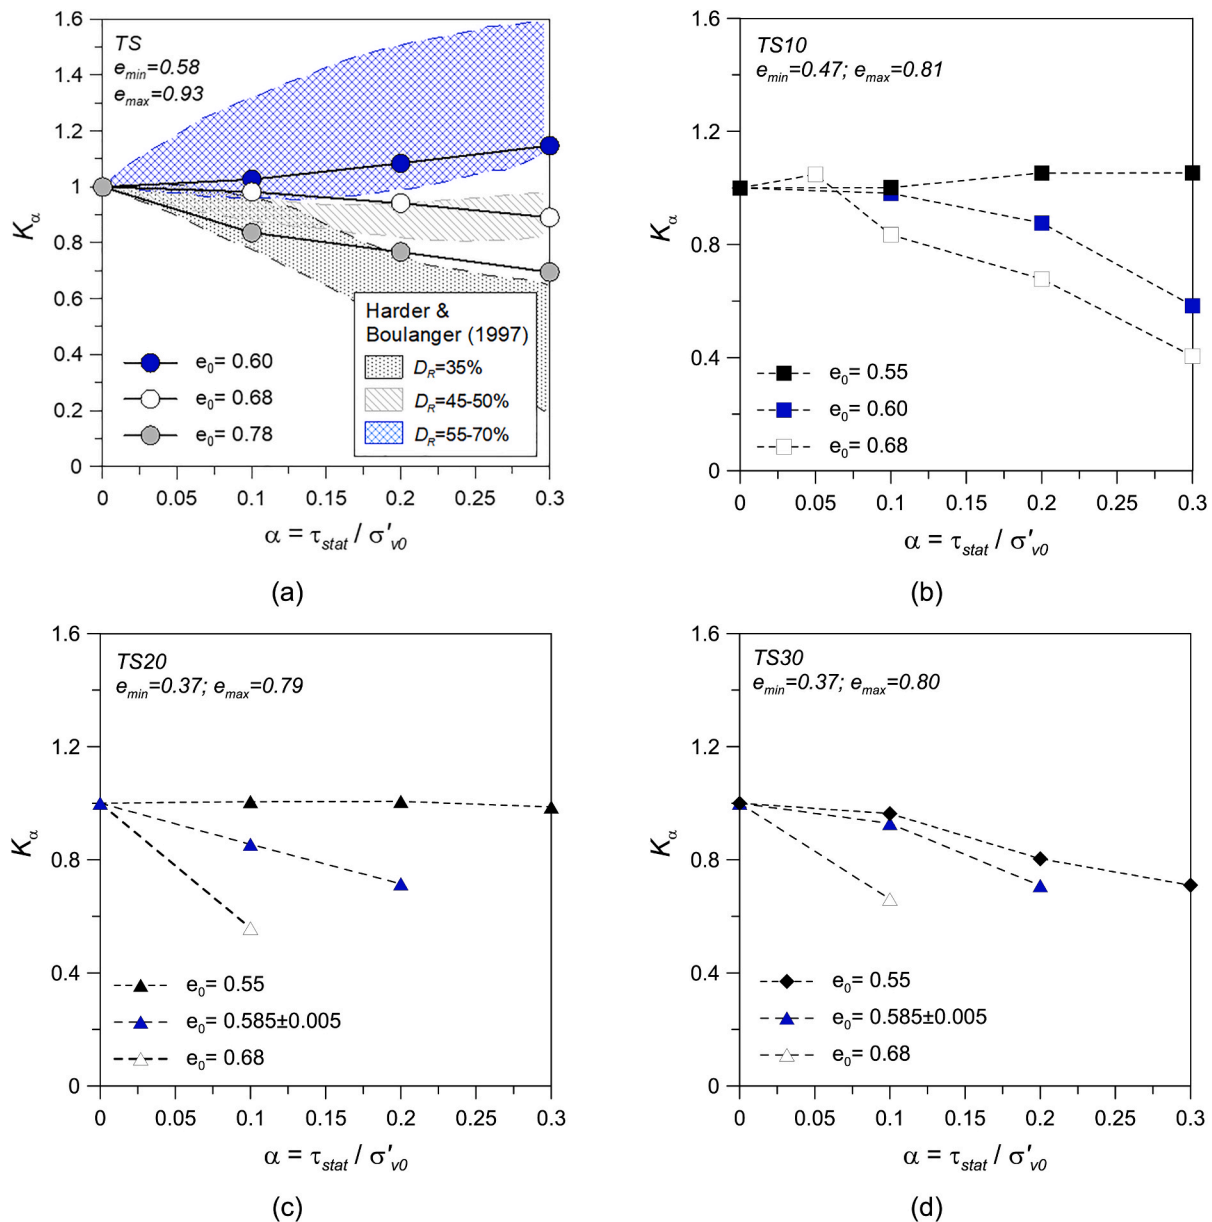 TS
e_min=0.58
e_max=0.93
1.6
1.4
1.2
1
0.8
0.6
0.4
0.2
0
K_α
Harder &
Boulanger (1997)
D_R=35%
D_R=45-50%
D_R=55-70%
e_0= 0.60
e_0= 0.68
e_0= 0.78
0 0.05 0.1 0.15 0.2 0.25 0.3
α = τ_stat / σ'_v0
(a)
TS10
e_min=0.47; e_max=0.81
1.6
1.2
0.8
0.4
0
K_α
e_0= 0.55
e_0= 0.60
e_0= 0.68
0 0.05 0.1 0.15 0.2 0.25 0.3
α = τ_stat / σ'_v0
(b)
TS20
e_min=0.37; e_max=0.79
1.6
1.2
0.8
0.4
0
K_α
e_0= 0.55
e_0= 0.585±0.005
e_0= 0.68
0 0.05 0.1 0.15 0.2 0.25 0.3
α = τ_stat / σ'_v0
(c)
TS30
e_min=0.37; e_max=0.80
1.6
1.2
0.8
0.4
0
K_α
e_0= 0.55
e_0= 0.585±0.005
e_0= 0.68
0 0.05 0.1 0.15 0.2 0.25 0.3
α = τ_stat / σ'_v0
(d)